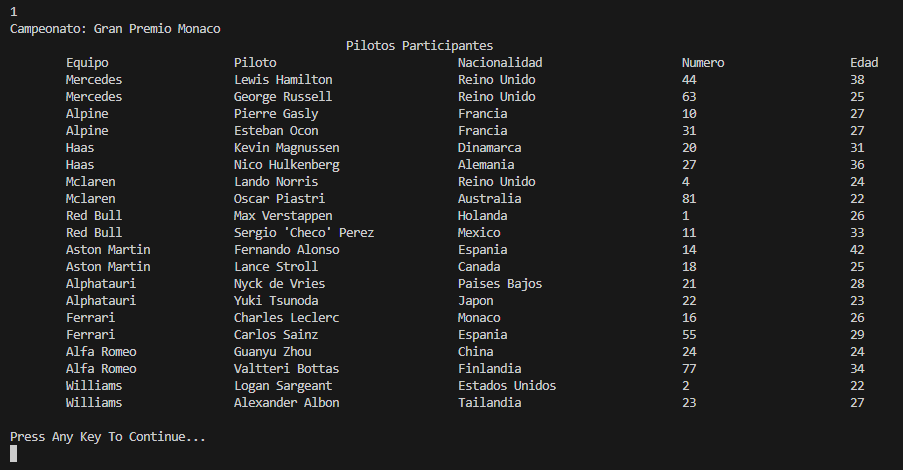 1
Campeonato: Gran Premio Monaco
Pilotos Participantes
Equipo Piloto Nacionalidad Numero Edad
Mercedes Lewis Hamilton Reino Unido 44 38
Mercedes George Russell Reino Unido 63 25
Alpine Pierre Gasly Francia 10 27
Alpine Esteban Ocon Francia 31 27
Haas Kevin Magnussen Dinamarca 20 31
Haas Nico Hulkenberg Alemania 27 36
Mclaren Lando Norris Reino Unido 4 24
Mclaren Oscar Piastri Australia 81 22
Red Bull Max Verstappen Holanda 1 26
Red Bull Sergio 'Checo' Perez Mexico 11 33
Aston Martin Fernando Alonso Espania 14 42
Aston Martin Lance Stroll Canada 18 25
Alphatauri Nyck de Vries Paises Bajos 21 28
Alphatauri Yuki Tsunoda Japon 22 23
Ferrari Charles Leclerc Monaco 16 26
Ferrari Carlos Sainz Espania 55 29
Alfa Romeo Guanyu Zhou China 24 24
Alfa Romeo Valtteri Bottas Finlandia 77 34
Williams Logan Sargeant Estados Unidos 2 22
Williams Alexander Albon Tailandia 23 27
Press Any Key To Continue...